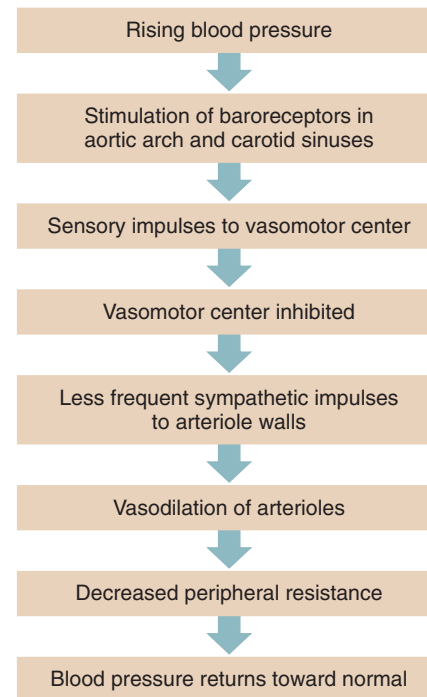 Rising blood pressure
Stimulation of baroreceptors in
aortic arch and carotid sinuses
Sensory impulses to vasomotor center
Vasomotor center inhibited
Less frequent sympathetic impulses
to arteriole walls
Vasodilation of arterioles
Decreased peripheral resistance
Blood pressure returns toward normal